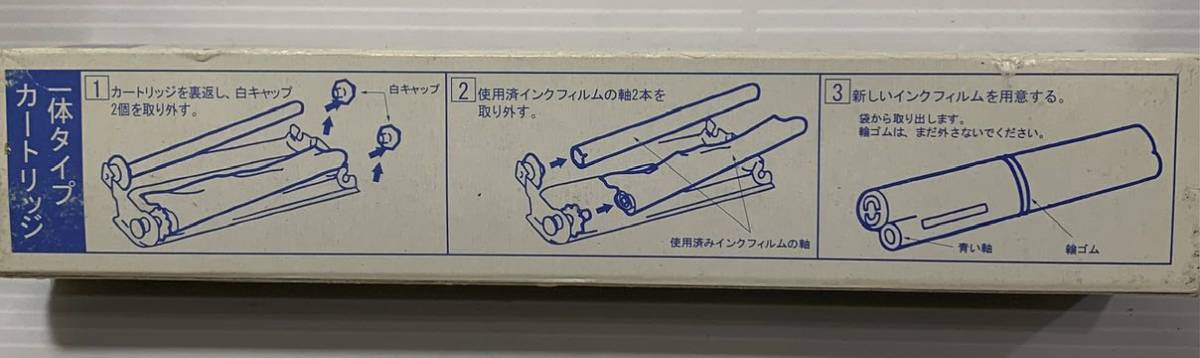 一体タイプ
カートリッジ
1 カートリッジを裏返し、白キャップ
2個を取り外す。
白キャップ
2 使用済インクフィルムの軸2本を
取り外す。
使用済みインクフィルムの軸
3 新しいインクフィルムを用意する。
袋から取り出します。
輪ゴムは、まだ外さないでください。
青い軸
輪ゴム